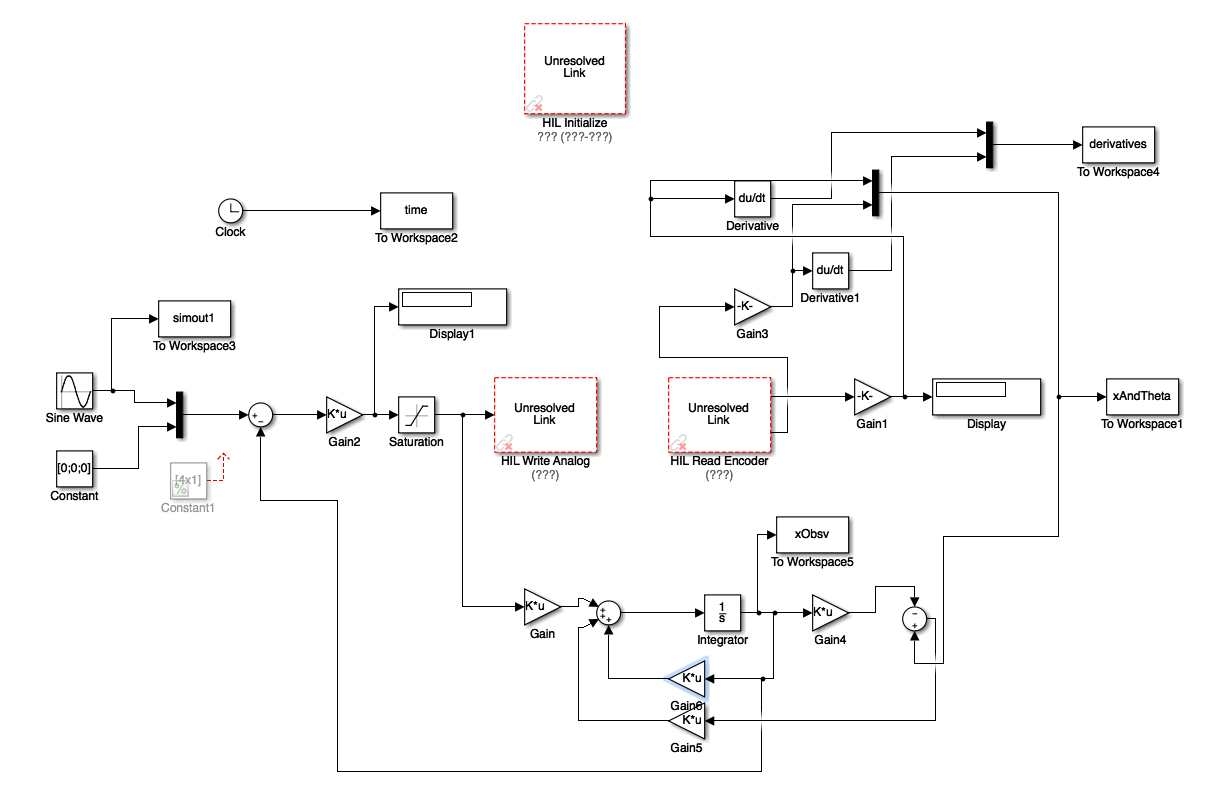 Unresolved
Link
HIL Initialize
??? (???-???)
derivatives
To Workspace4
du/dt
Derivative
time
To Workspace2
Clock
du/dt
Derivative1
-K-
Gain3
simout1
To Workspace3
Display1
Sine Wave
+
−
K*u
Gain2
Saturation
Unresolved
Link
HIL Write Analog
(???)
Unresolved
Link
HIL Read Encoder
(???)
-K-
Gain1
Display
xAndTheta
To Workspace1
[0;0;0]
Constant
[4x1]
%
Constant1
xObsv
To Workspace5
K*u
Gain
+
+
+
1
s
Integrator
K*u
Gain4
−
+
K*u
Gain6
K*u
Gain5